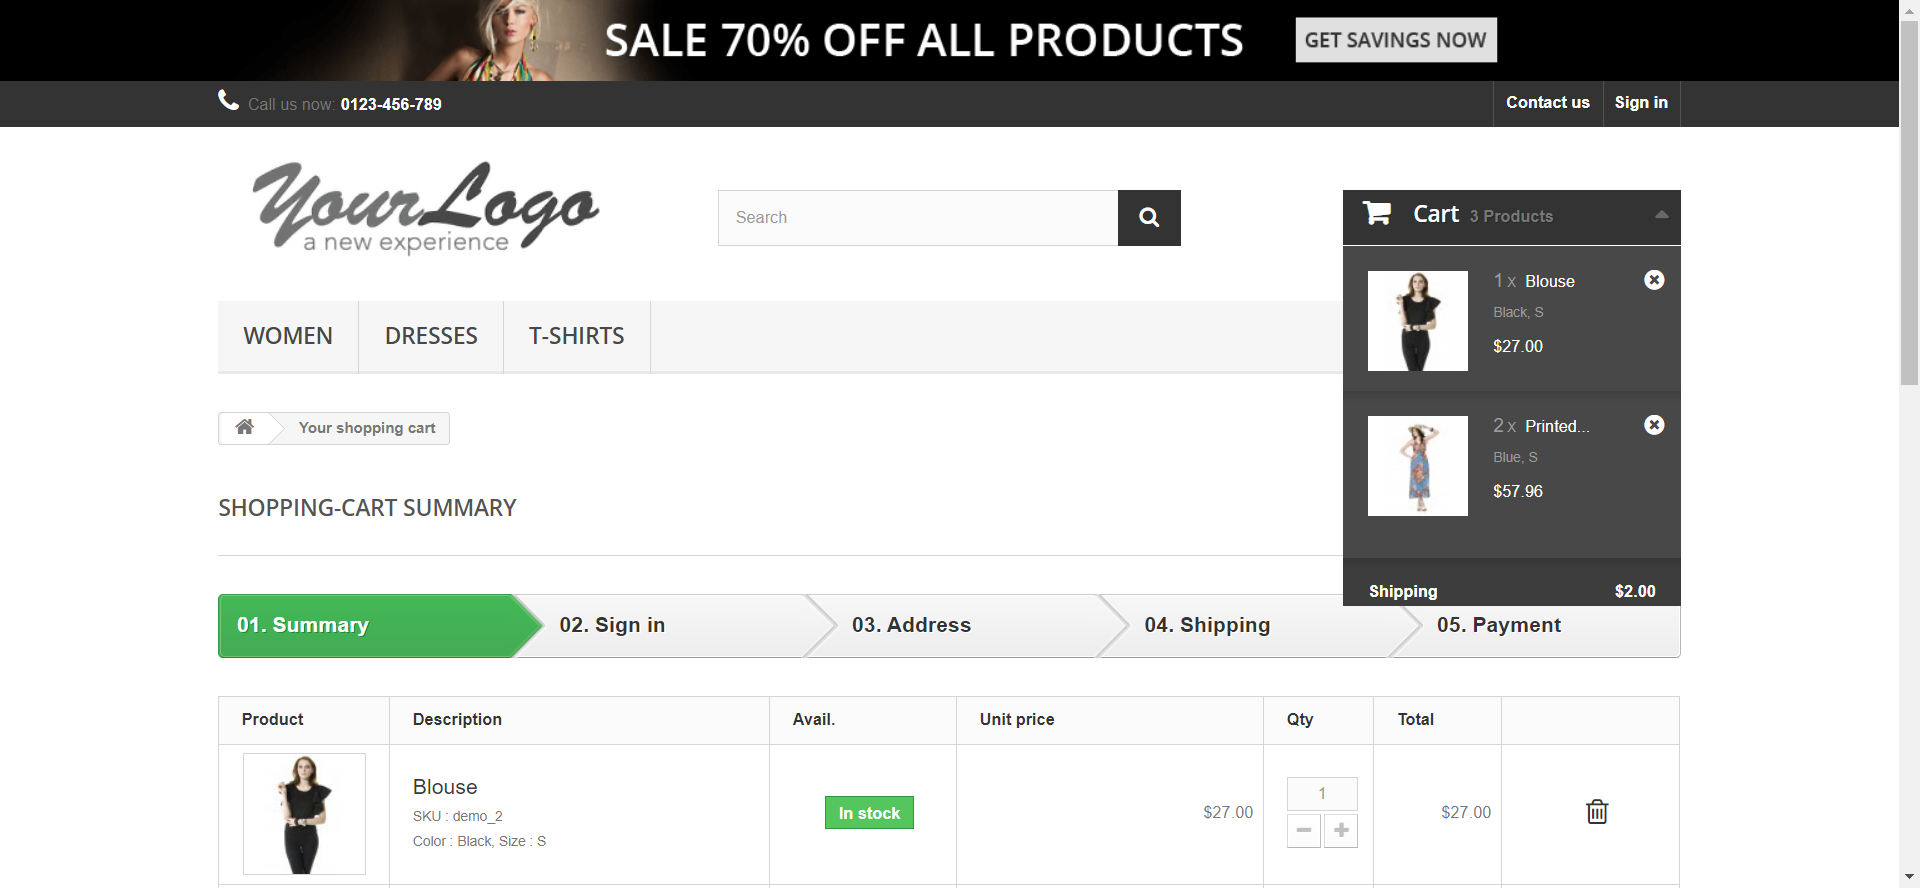 SALE 70% OFF ALL PRODUCTS
GET SAVINGS NOW
Call us now: 0123-456-789
Contact us
Sign in
YourLogo
a new experience
Search
Cart 3 Products
1 x Blouse
Black, S
$27.00
2 x Printed...
Blue, S
$57.96
Shipping $2.00
WOMEN
DRESSES
T-SHIRTS
Your shopping cart
SHOPPING-CART SUMMARY
01. Summary
02. Sign in
03. Address
04. Shipping
05. Payment
Product Description Avail. Unit price Qty Total
Blouse
SKU : demo_2
Color : Black, Size : S
In stock
$27.00
1
$27.00